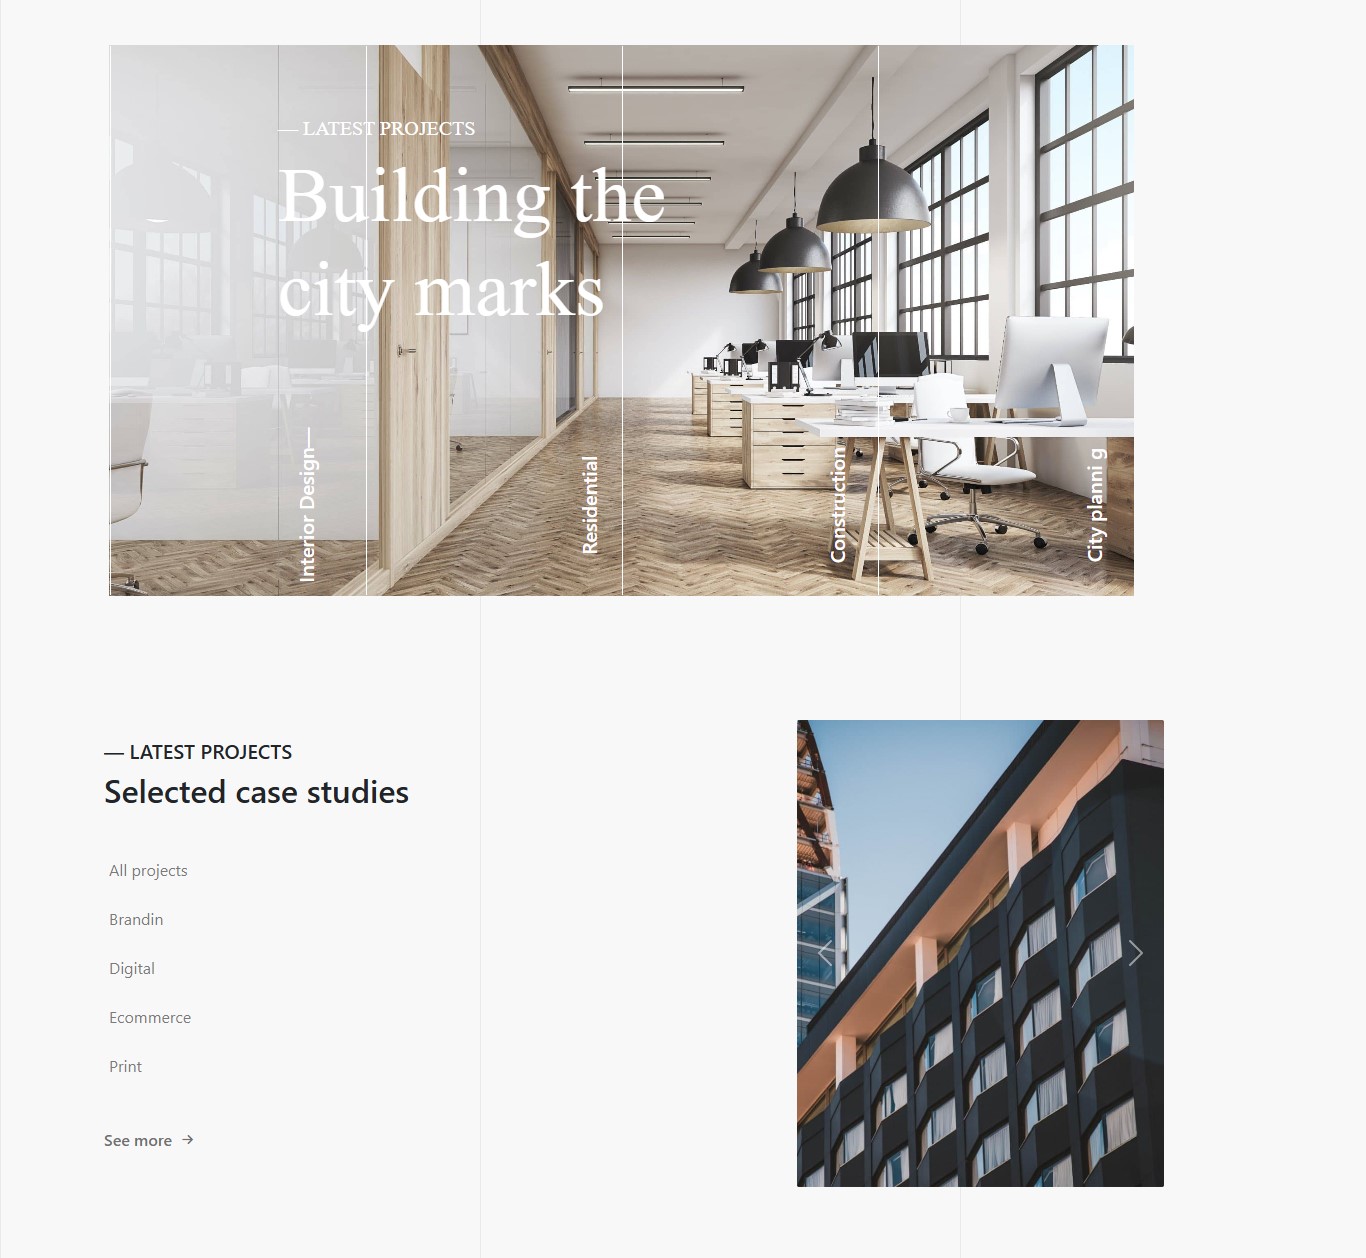 — LATEST PROJECTS
Building the
city marks
Interior Design—
Residential
Construction
City planni g
— LATEST PROJECTS
Selected case studies
All projects
Brandin
Digital
Ecommerce
Print
See more →